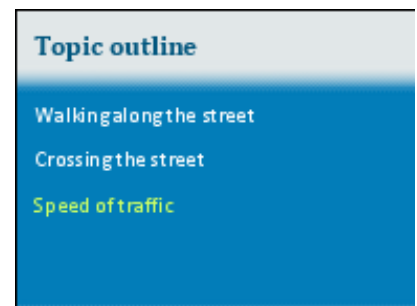 Topic outline
Walking along the street
Crossing the street
Speed of traffic